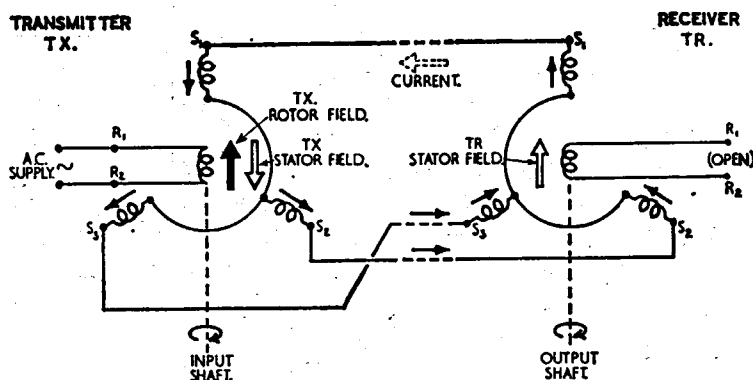 TRANSMITTER
TX.
RECEIVER
TR.
S₁
S₁
CURRENT.
TX.
ROTOR FIELD.
TX
STATOR FIELD.
TR
STATOR FIELD.
R₁
R₂
A.C.
SUPPLY. ~
R₁
(OPEN)
R₂
S₃
S₂
S₃
S₂
INPUT
SHAFT.
OUTPUT
SHAFT.